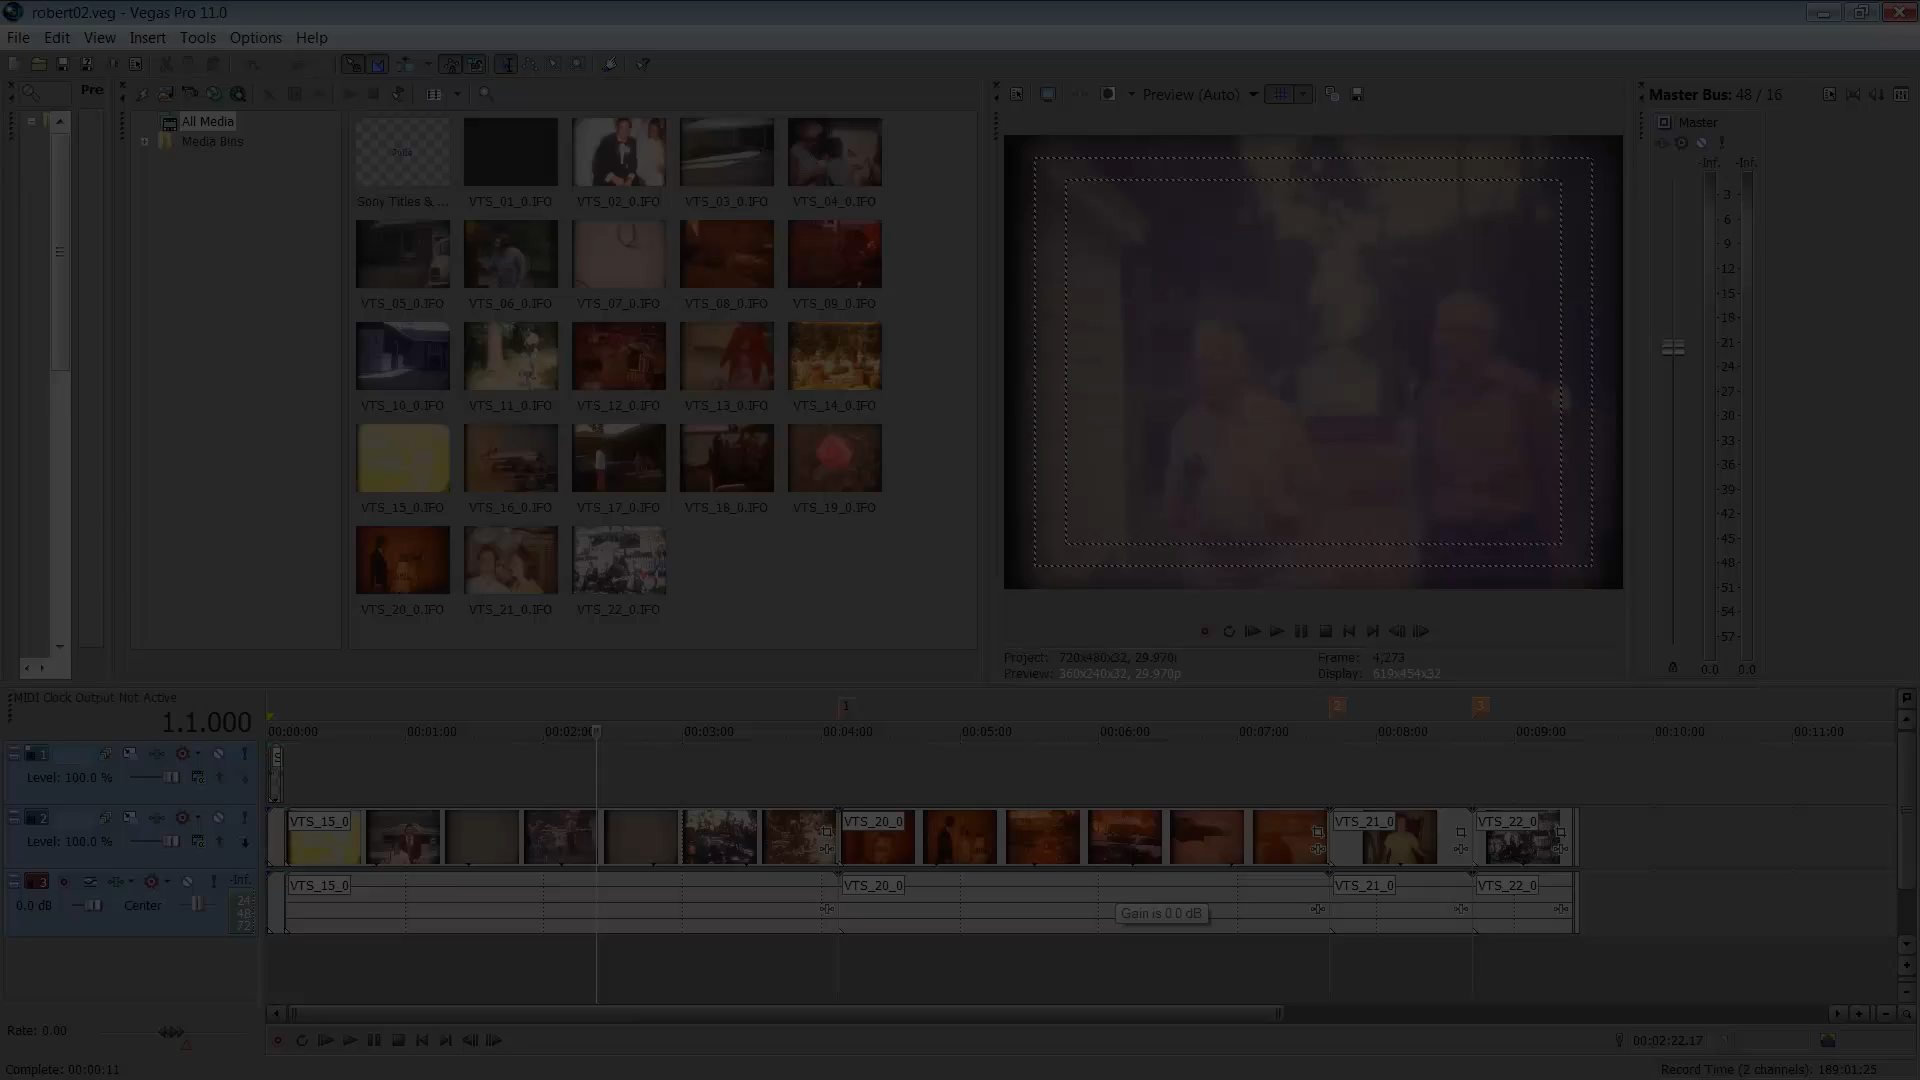 robert02.veg - Vegas Pro 11.0
File Edit View Insert Tools Options Help
Pre
All Media
Media Bins
Sony Titles & ... VTS_01_0.IFO VTS_02_0.IFO VTS_03_0.IFO VTS_04_0.IFO
VTS_05_0.IFO VTS_06_0.IFO VTS_07_0.IFO VTS_08_0.IFO VTS_09_0.IFO
VTS_10_0.IFO VTS_11_0.IFO VTS_12_0.IFO VTS_13_0.IFO VTS_14_0.IFO
VTS_15_0.IFO VTS_16_0.IFO VTS_17_0.IFO VTS_18_0.IFO VTS_19_0.IFO
VTS_20_0.IFO VTS_21_0.IFO VTS_22_0.IFO
Preview (Auto)
Project: 720x480x32, 29.970i Frame: 4,273
Preview: 360x240x32, 29.970p Display: 619x454x32
Master Bus: 48 / 16
Master
-Inf. -Inf.
3
6
9
12
15
18
21
24
27
30
33
36
39
42
45
48
51
54
57
0.0 0.0
MIDI Clock Output Not Active
1.1.000
1 2 3
00:00:00 00:01:00 00:02:00 00:03:00 00:04:00 00:05:00 00:06:00 00:07:00 00:08:00 00:09:00 00:10:00 00:11:00
1
Level: 100.0 %
S
2
Level: 100.0 %
VTS_15_0 VTS_20_0 VTS_21_0 VTS_22_0
3 -Inf.
0.0 dB Center
24
48
72
VTS_15_0 VTS_20_0 VTS_21_0 VTS_22_0
Gain is 0.0 dB
Rate: 0.00
00:02:22.17
Complete: 00:00:11
Record Time (2 channels): 189:01:25